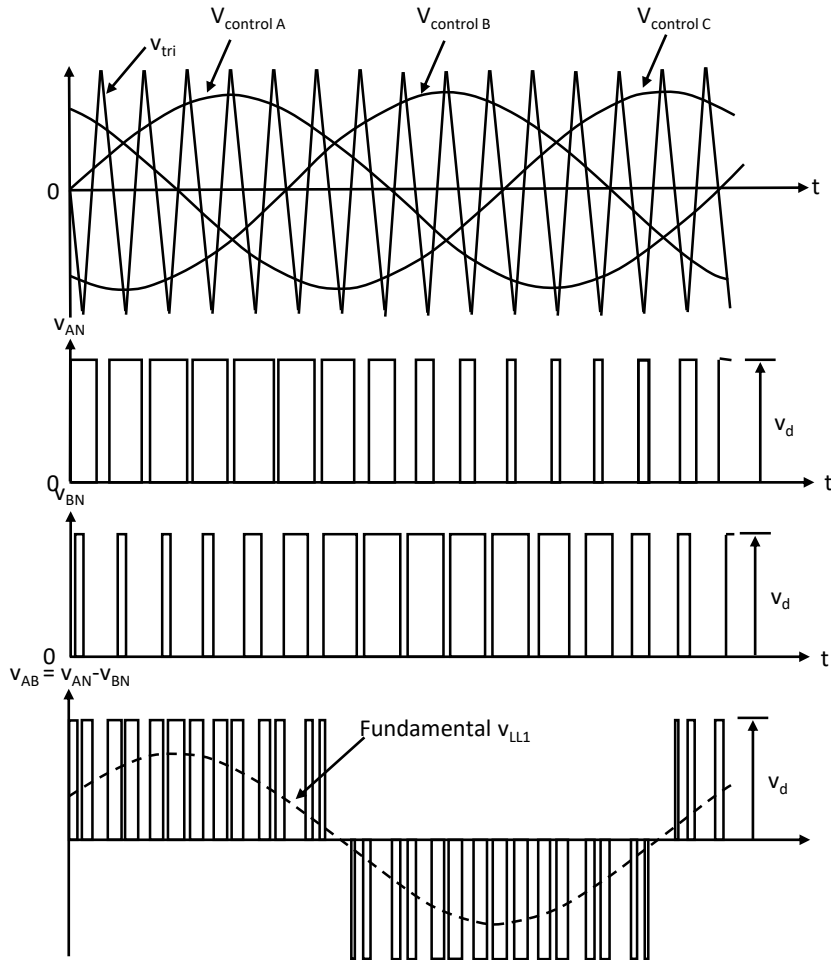 V_control A
V_control B
V_control C
v_tri
0
t
v_AN
v_d
0
t
v_BN
v_d
0
t
v_AB = v_AN-v_BN
Fundamental v_LL1
v_d